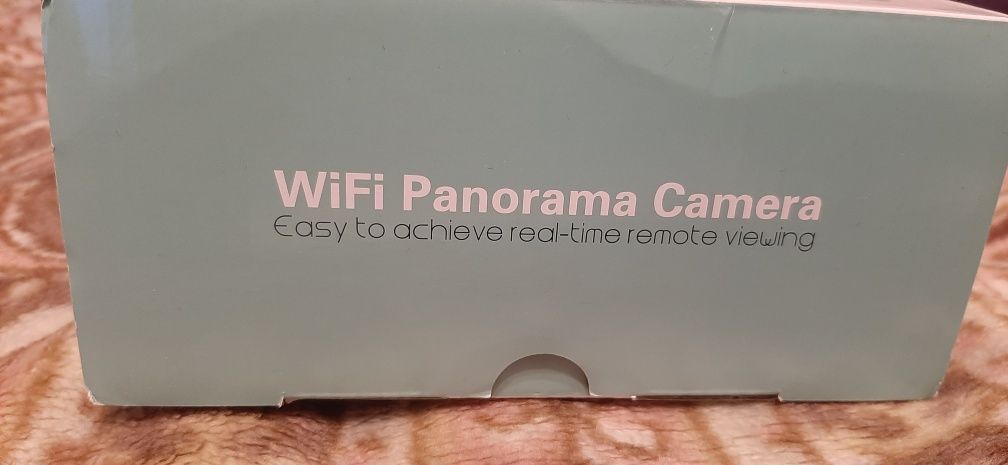 WiFi Panorama Camera
Easy to achieve real-time remote viewing